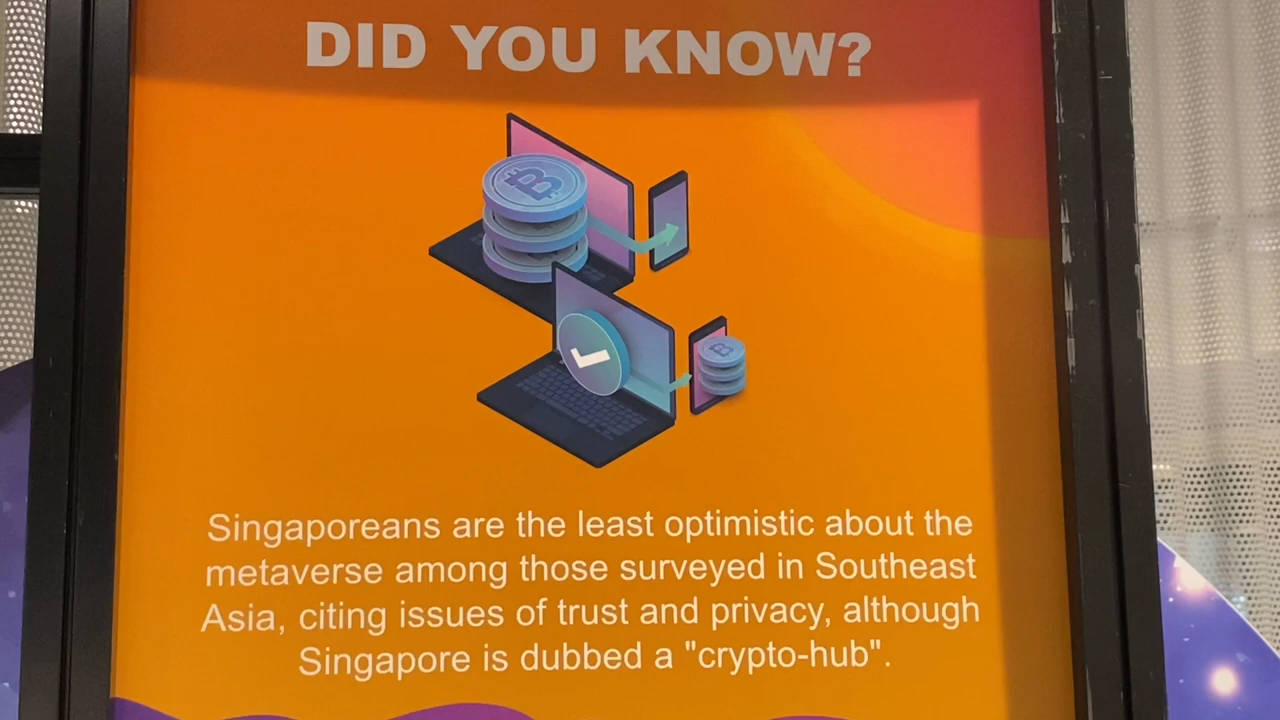 DID YOU KNOW?
Singaporeans are the least optimistic about the
metaverse among those surveyed in Southeast
Asia, citing issues of trust and privacy, although
Singapore is dubbed a "crypto-hub".